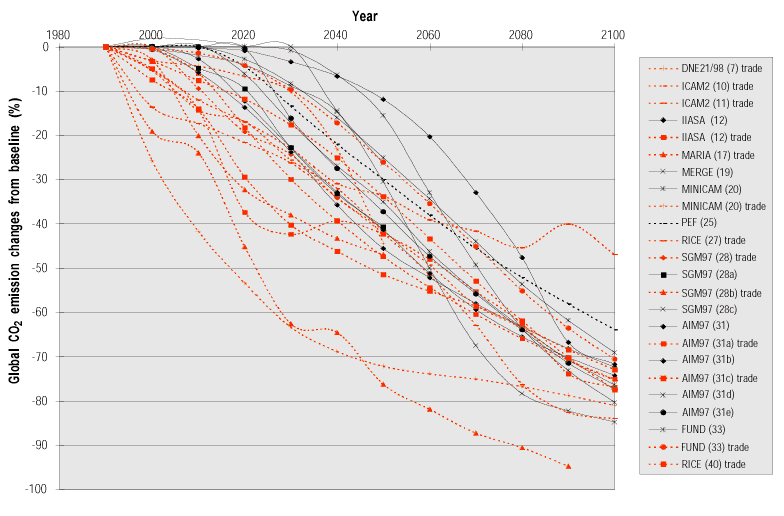 Year
1980 2000 2020 2040 2060 2080 2100
0
-10
-20
-30
-40
-50
-60
-70
-80
-90
-100
Global CO2 emission changes from baseline (%)
DNE21/98 (7) trade
ICAM2 (10) trade
ICAM2 (11) trade
IIASA (12)
IIASA (12) trade
MARIA (17) trade
MERGE (19)
MINICAM (20)
MINICAM (20) trade
PEF (25)
RICE (27) trade
SGM97 (28) trade
SGM97 (28a)
SGM97 (28b) trade
SGM97 (28c)
AIM97 (31)
AIM97 (31a) trade
AIM97 (31b)
AIM97 (31c) trade
AIM97 (31d)
AIM97 (31e)
FUND (33)
FUND (33) trade
RICE (40) trade